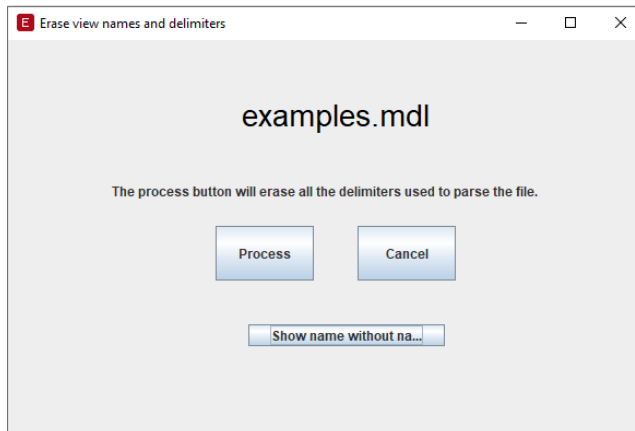 E Erase view names and delimiters
examples.mdl
The process button will erase all the delimiters used to parse the file.
Process Cancel
Show name without na...